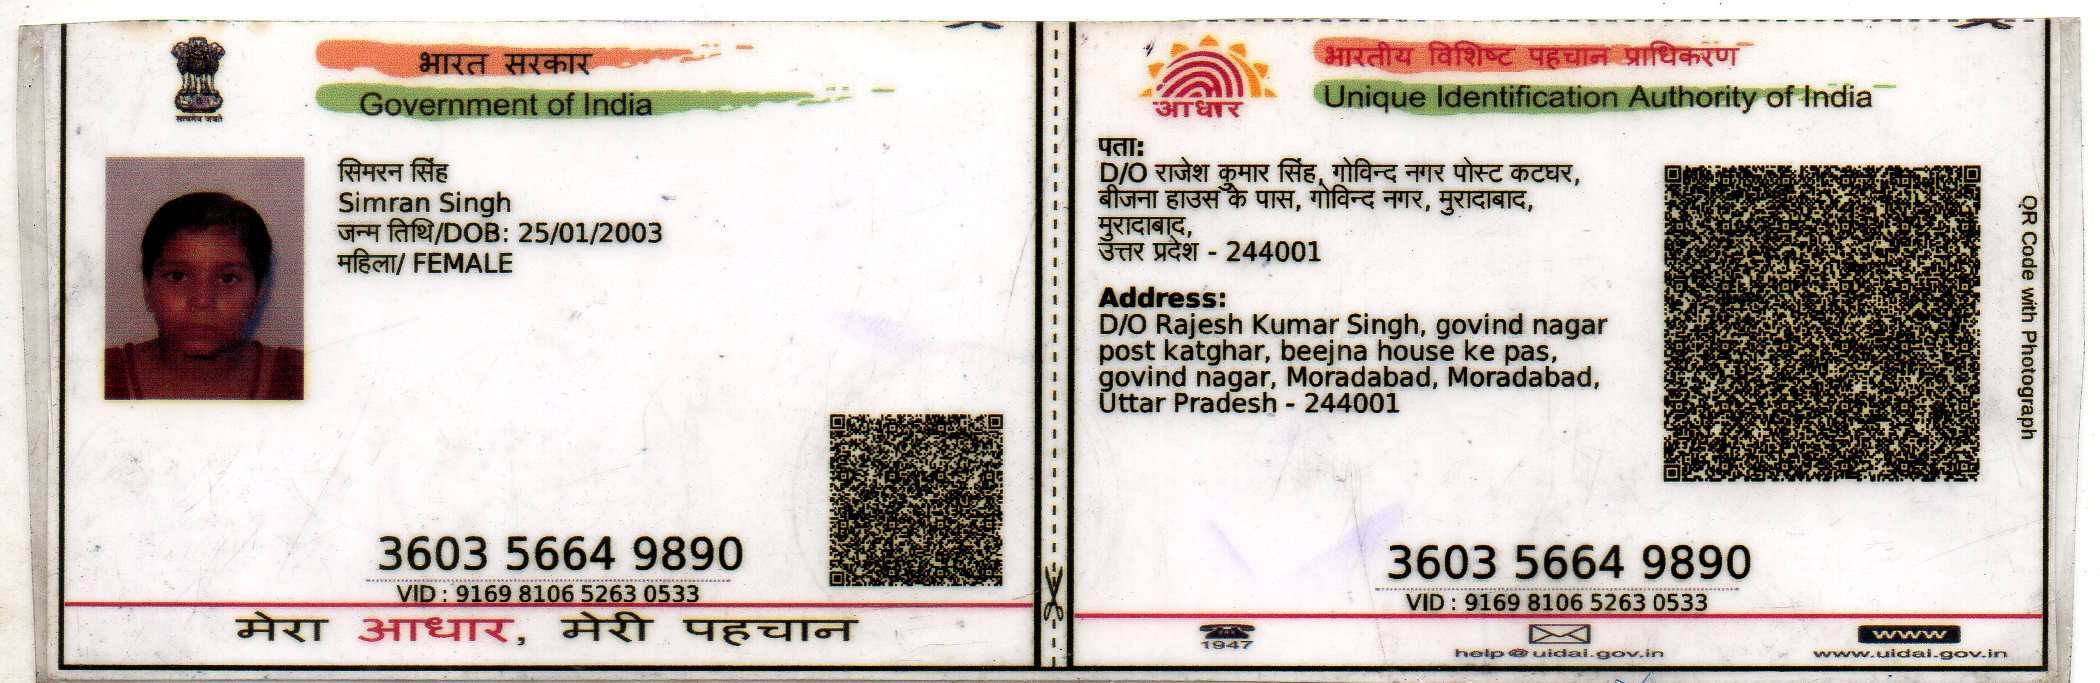 भारत सरकार
Government of India
सत्यमेव जयते
सिमरन सिंह
Simran Singh
जन्म तिथि/DOB: 25/01/2003
महिला/ FEMALE
3603 5664 9890
VID : 9169 8106 5263 0533
मेरा आधार, मेरी पहचान
आधार
भारतीय विशिष्ट पहचान प्राधिकरण
Unique Identification Authority of India
पता:
D/O राजेश कुमार सिंह, गोविन्द नगर पोस्ट कटघर,
बीजना हाउस के पास, गोविन्द नगर, मुरादाबाद,
मुरादाबाद,
उत्तर प्रदेश - 244001
Address:
D/O Rajesh Kumar Singh, govind nagar
post katghar, beejna house ke pas,
govind nagar, Moradabad, Moradabad,
Uttar Pradesh - 244001
QR Code with Photograph
3603 5664 9890
VID : 9169 8106 5263 0533
1947
help@uidai.gov.in
www
www.uidai.gov.in